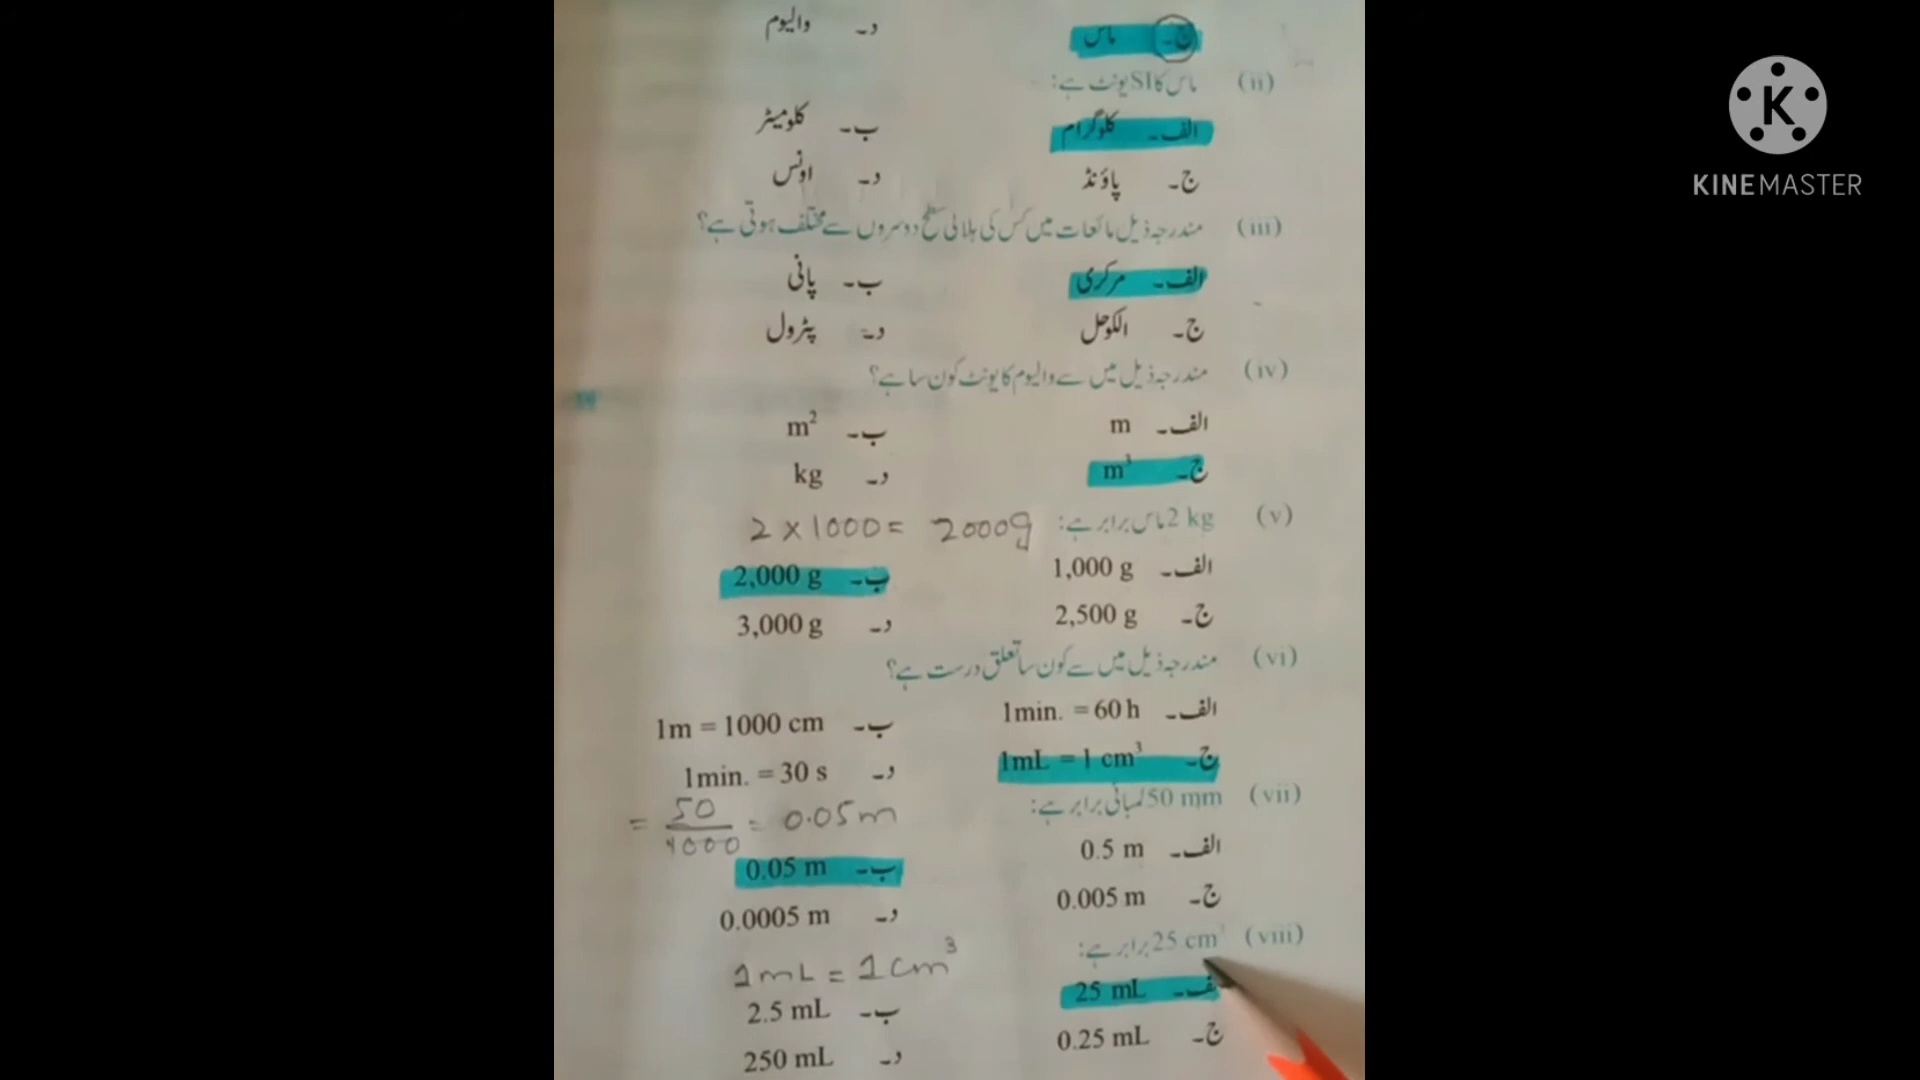 ج۔ ماس د۔ والیوم
(ii) ماس کا SI یونٹ ہے:
الف۔ کلوگرام ب۔ کلومیٹر
ج۔ پاؤنڈ د۔ اونس
(iii) مندرجہ ذیل مائعات میں کس کی ہلالی سطح دوسروں سے مختلف ہوتی ہے؟
الف۔ مرکری ب۔ پانی
ج۔ الکوحل د۔ پٹرول
(iv) مندرجہ ذیل میں سے والیوم کا یونٹ کون سا ہے؟
الف۔ m ب۔ m²
ج۔ m³ د۔ kg
(v) 2 kg ماس برابر ہے: 2 × 1000 = 2000g
الف۔ 1,000 g ب۔ 2,000 g
ج۔ 2,500 g د۔ 3,000 g
(vi) مندرجہ ذیل میں سے کون سا تعلق درست ہے؟
الف۔ 1min. = 60 h ب۔ 1m = 1000 cm
ج۔ 1mL = 1 cm³ د۔ 1min. = 30 s
(vii) 50 mm لمبائی برابر ہے: = 50/1000 = 0.05m
الف۔ 0.5 m ب۔ 0.05 m
ج۔ 0.005 m د۔ 0.0005 m
(viii) 25 cm³ برابر ہے: 1mL = 1cm³
الف۔ 25 mL ب۔ 2.5 mL
ج۔ 0.25 mL د۔ 250 mL
K
KINEMASTER